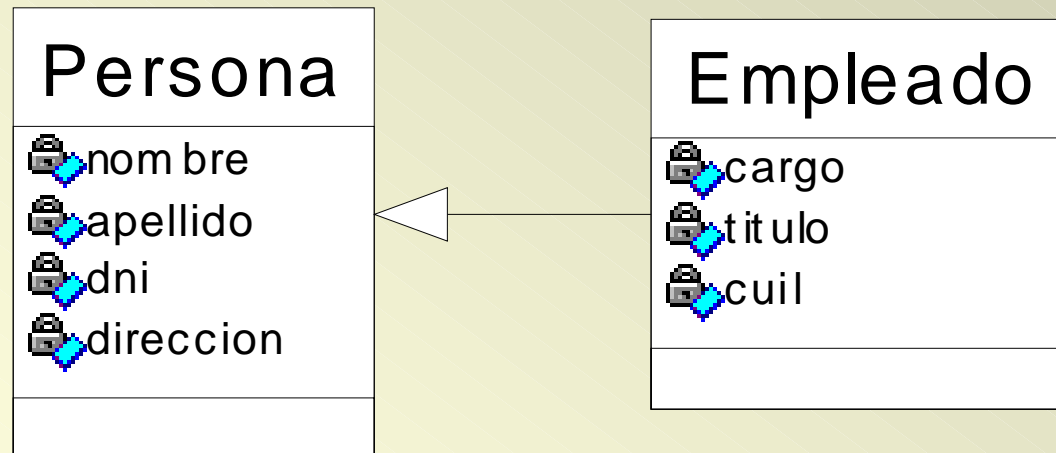 Persona
nombre
apellido
dni
direccion
Empleado
cargo
titulo
cuil